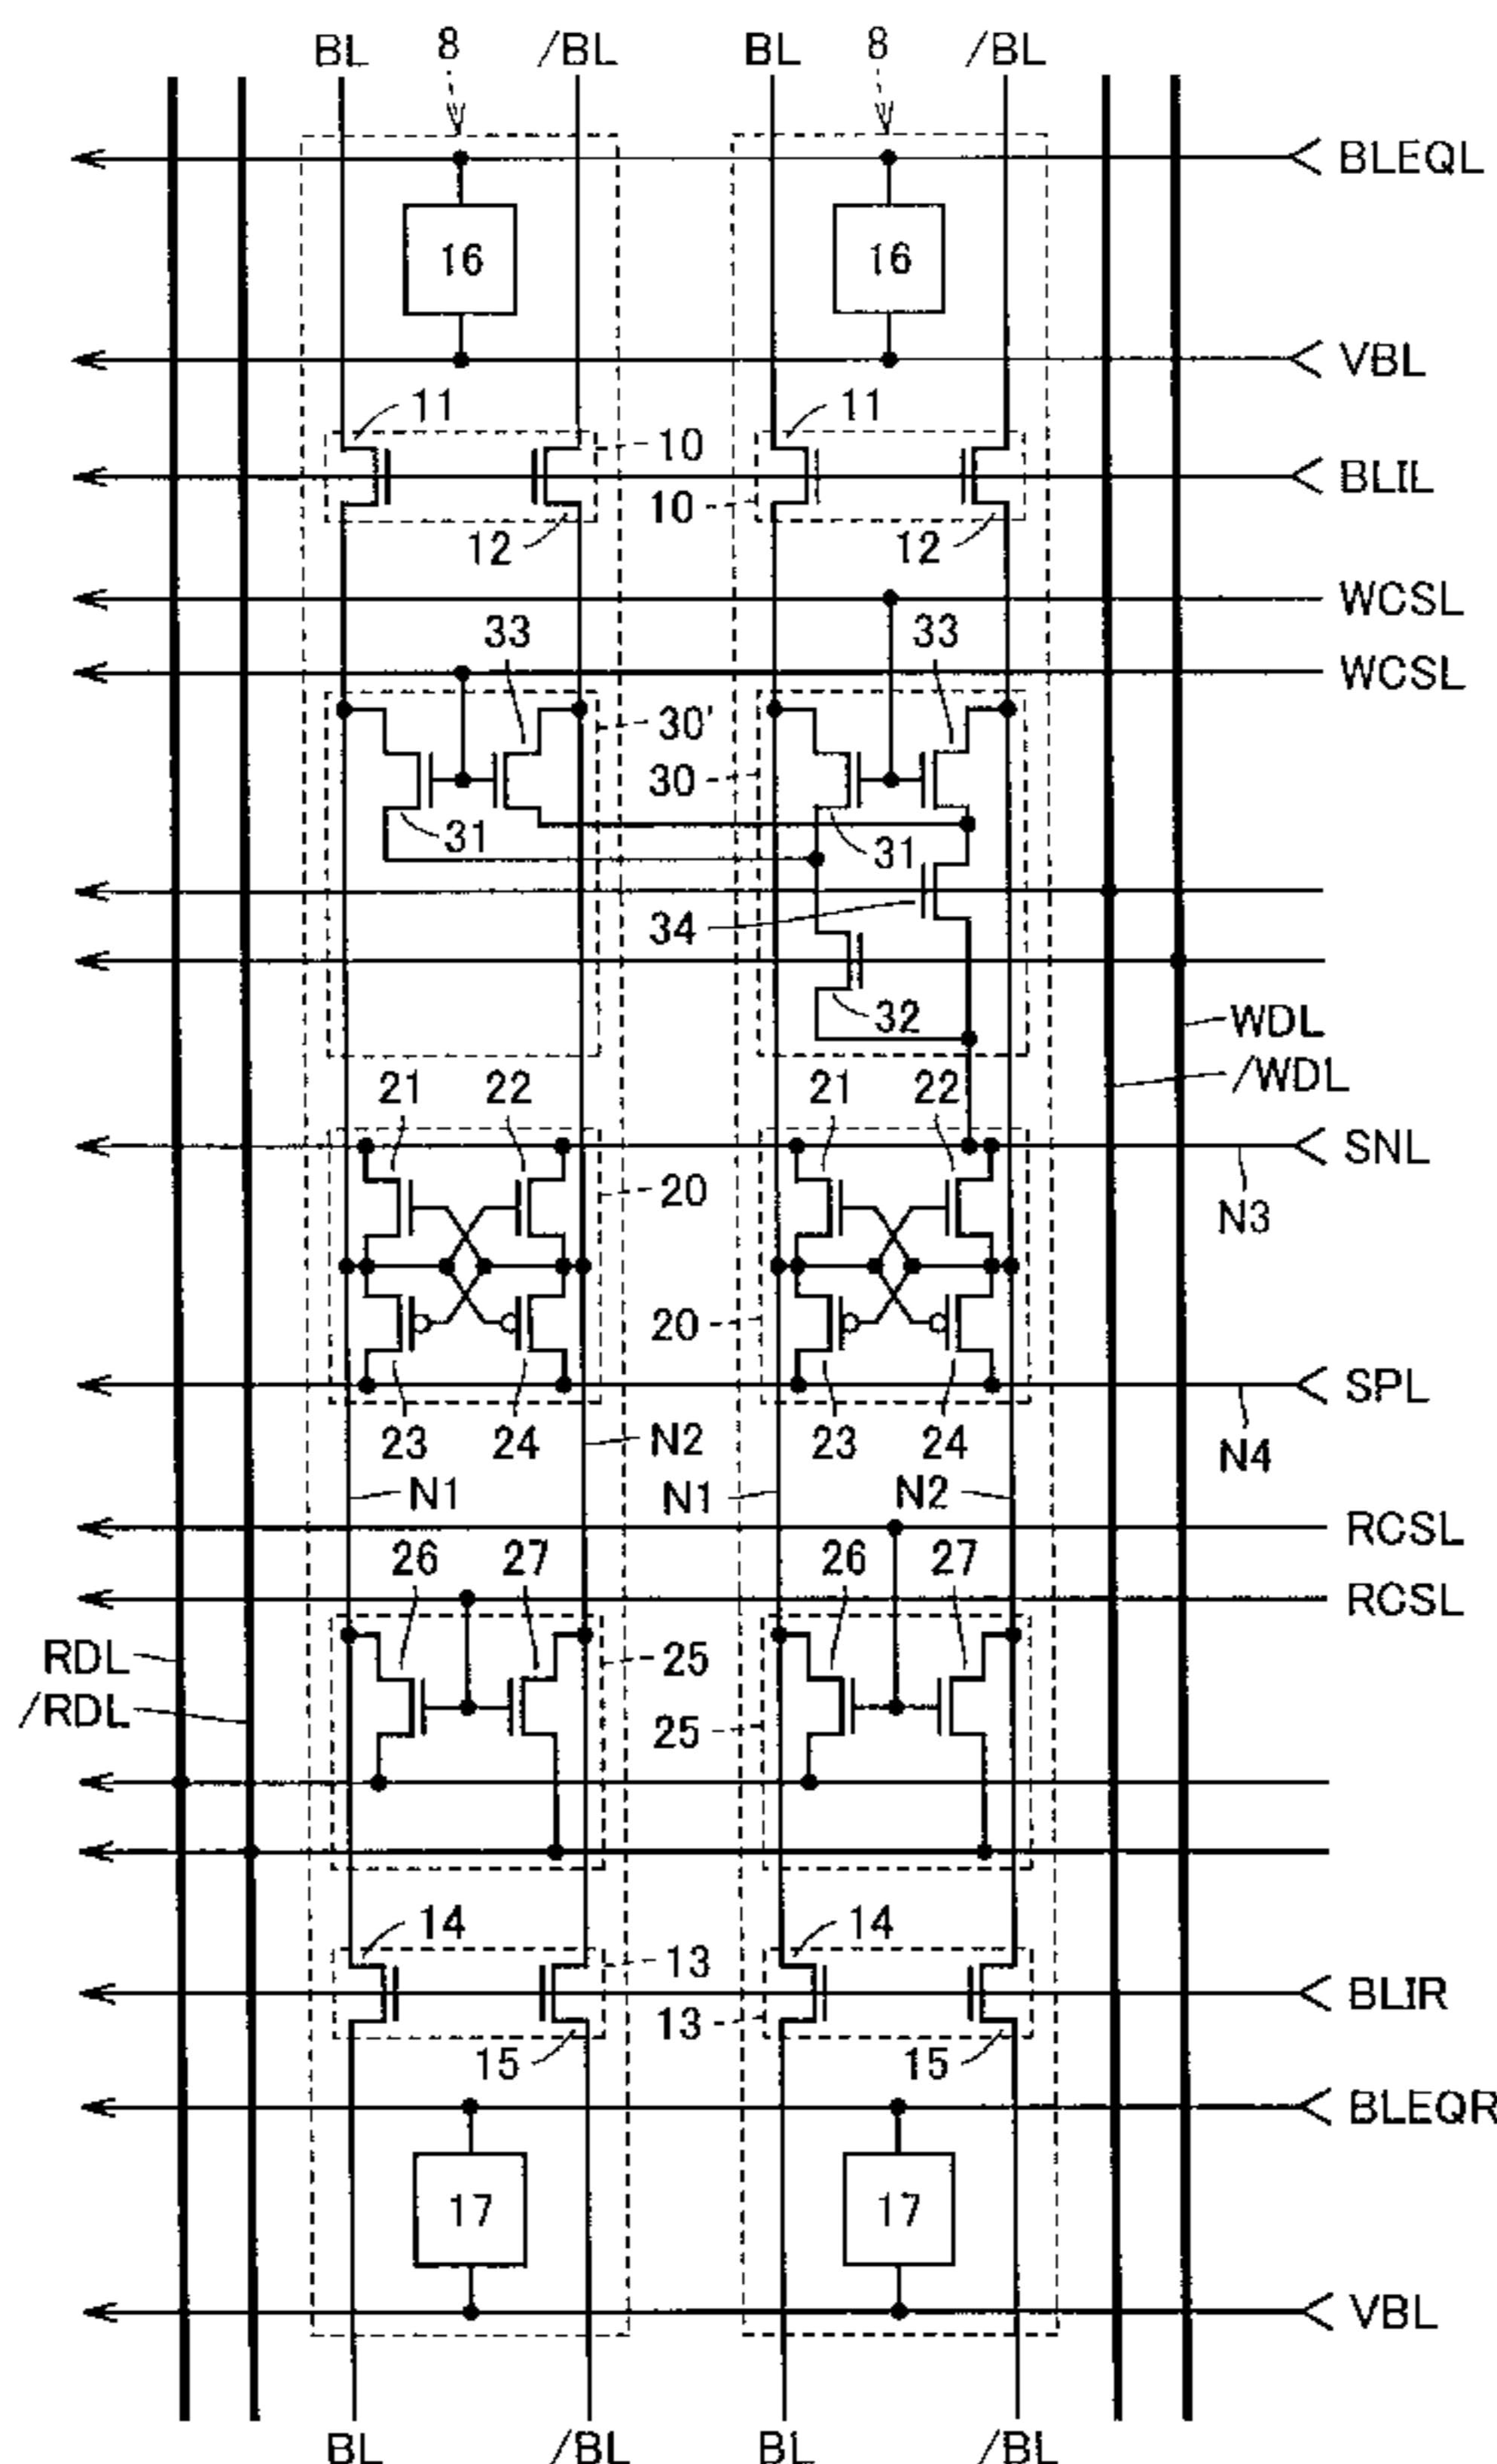 BL 8 /BL BL 8 /BL
BLEQL
16 16
VBL
11 11
10
BLIL
10
12 12
WCSL
33 33
WCSL
30'
30
31 31
34
32
WDL
/WDL
21 22 21 22
SNL
20
N3
20
SPL
23 24 N2 23 24
N4
N1 N1 N2
RCSL
26 27 26 27
RCSL
RDL 25
/RDL 25
14 14
13
BLIR
13
15 15
BLEQR
17 17
VBL
BL /BL BL /BL